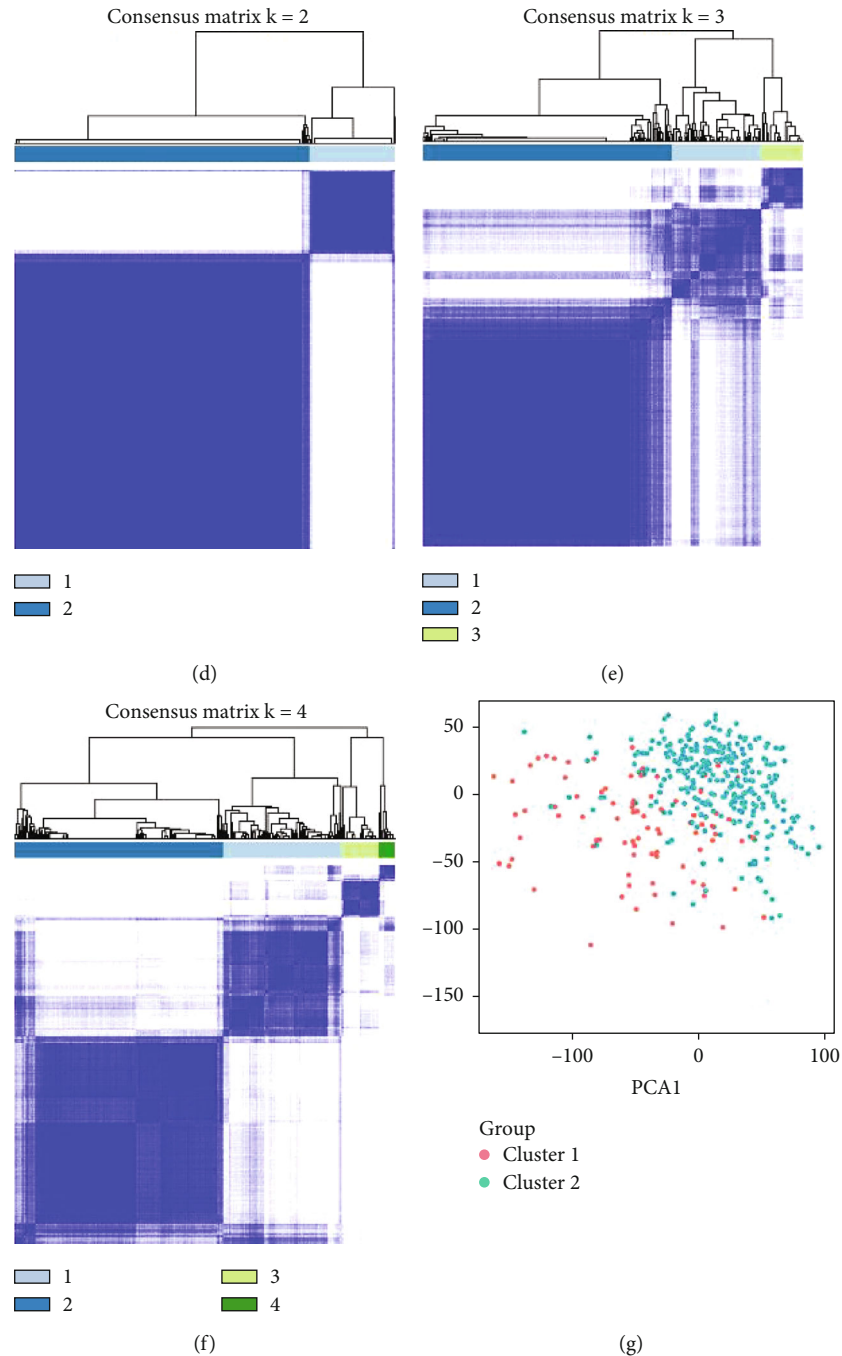 Consensus matrix k = 2
1
2
(d)
Consensus matrix k = 3
1
2
3
(e)
Consensus matrix k = 4
1
2
3
4
(f)
50
0
−50
−100
−150
−100
0
100
PCA1
Group
Cluster 1
Cluster 2
(g)